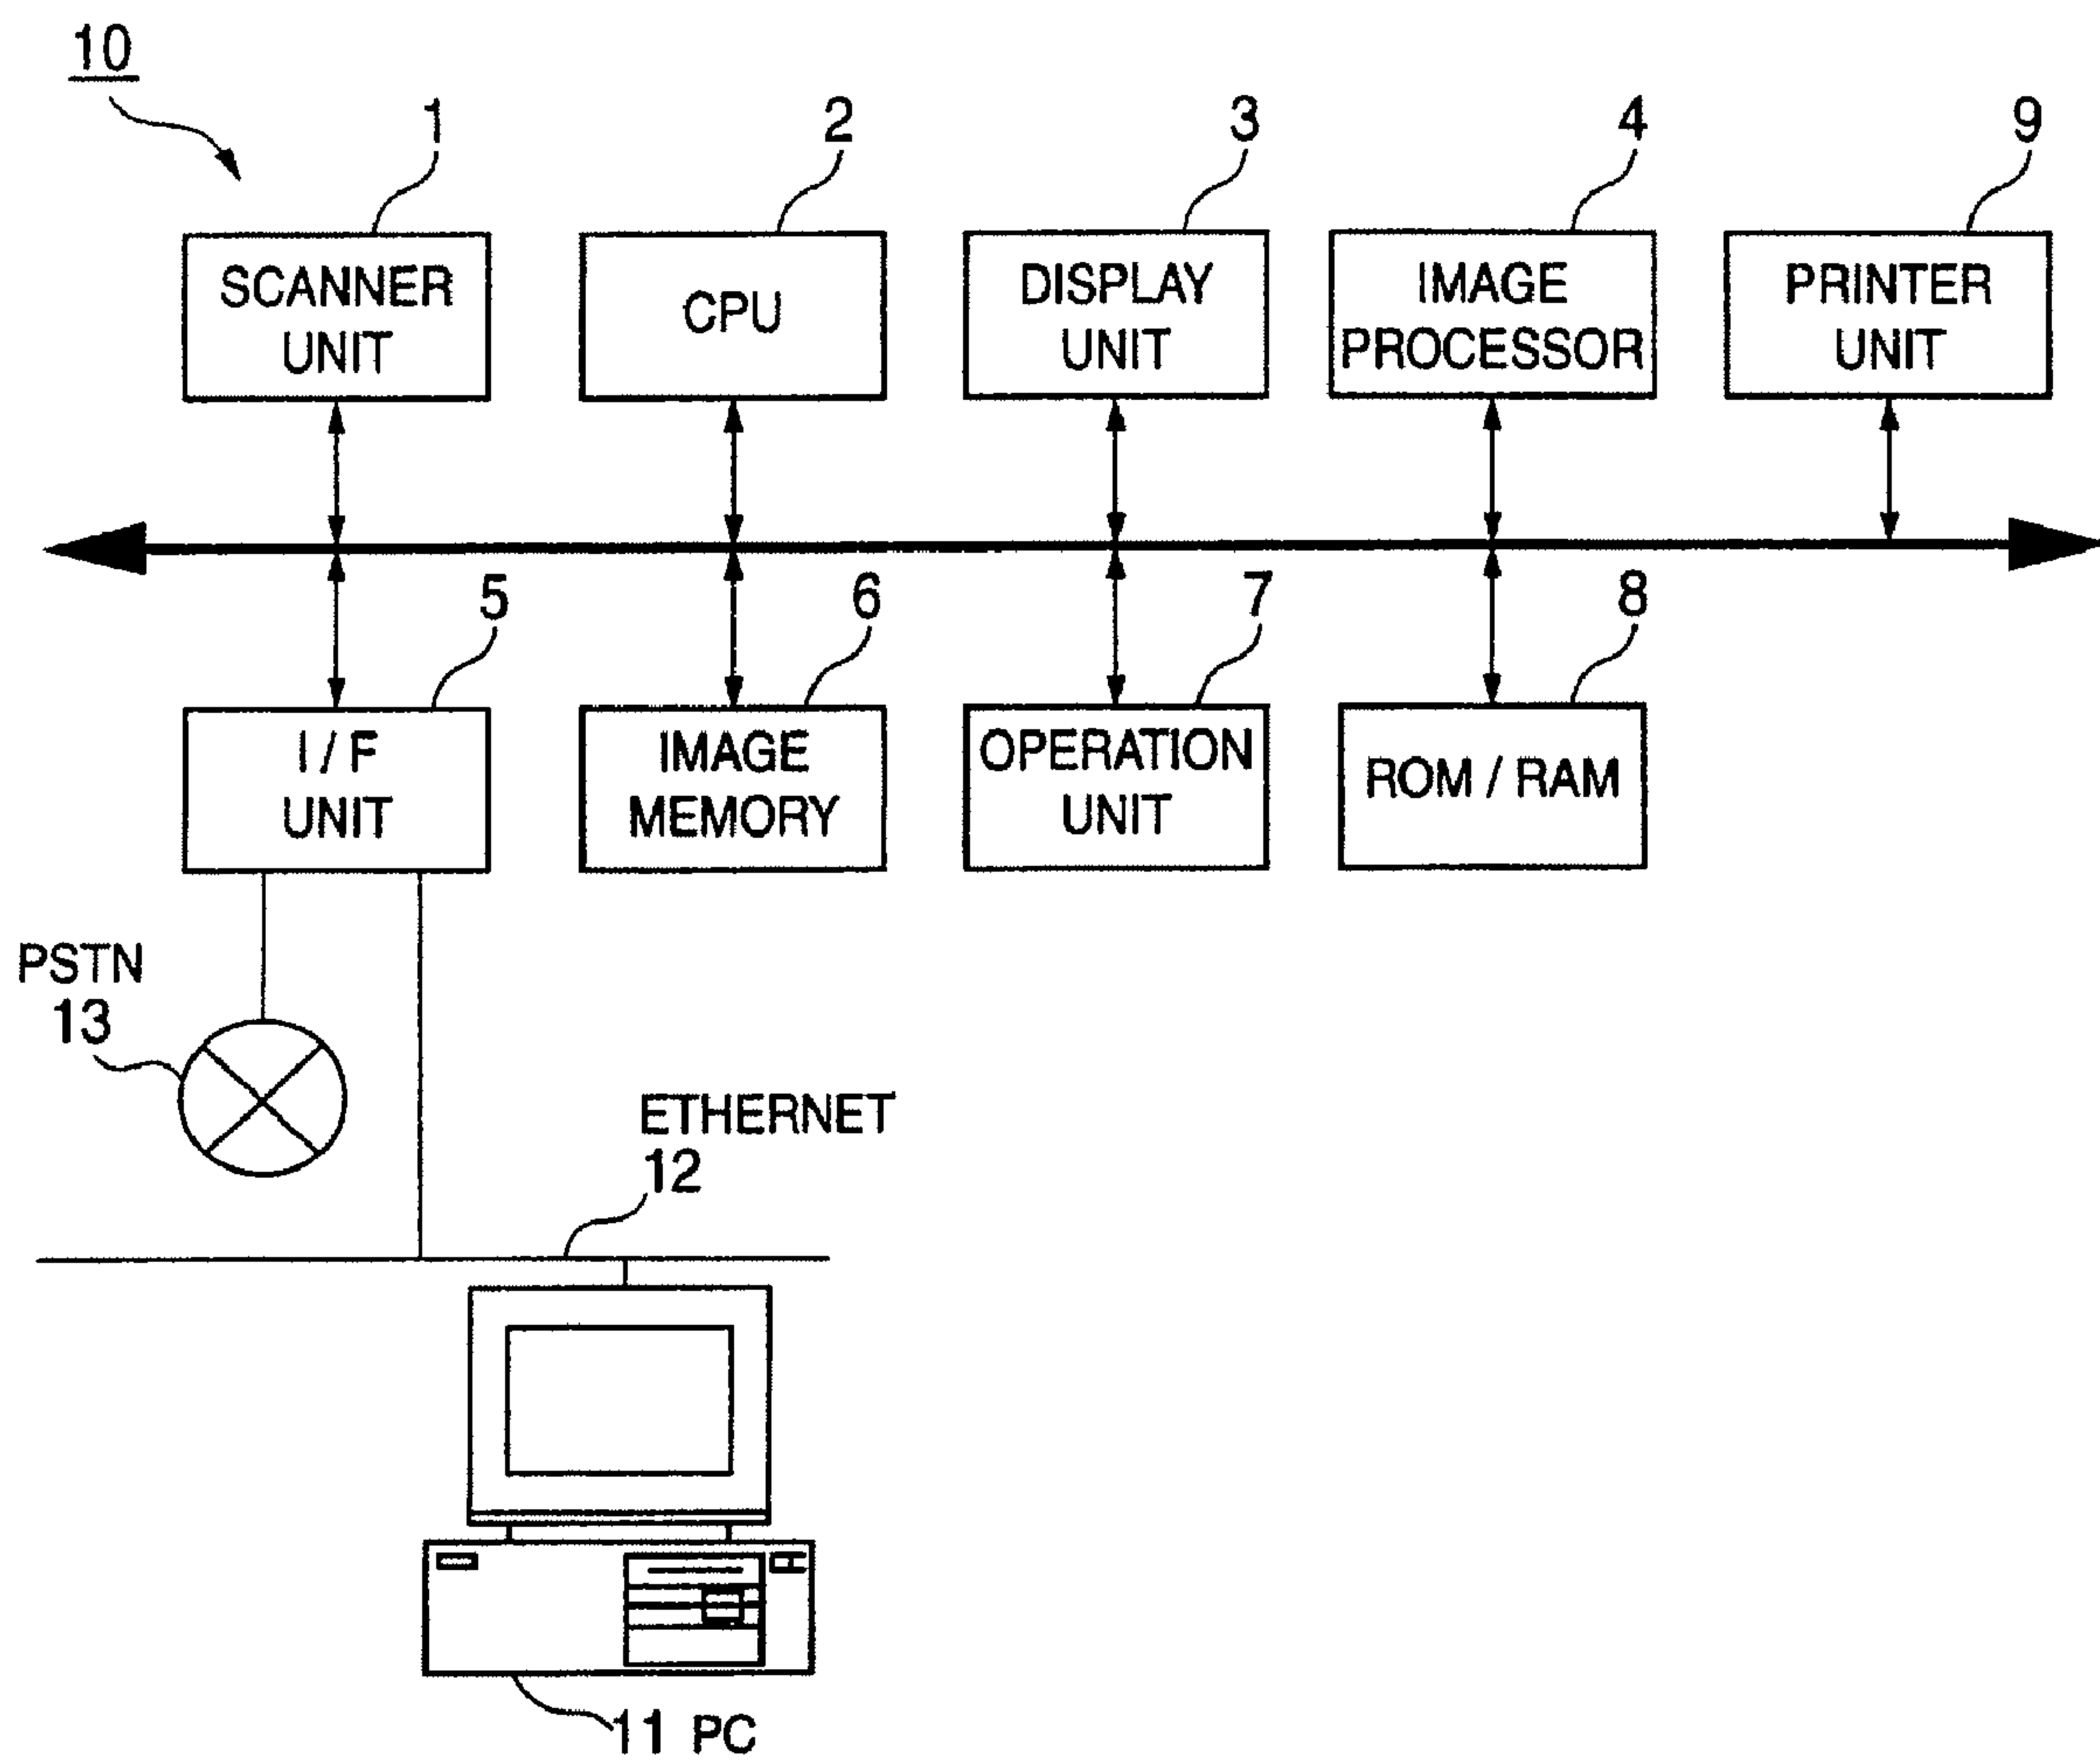 10
1
2
3
4
9
SCANNER
UNIT
CPU
DISPLAY
UNIT
IMAGE
PROCESSOR
PRINTER
UNIT
5
6
7
8
I / F
UNIT
IMAGE
MEMORY
OPERATION
UNIT
ROM / RAM
PSTN
13
ETHERNET
12
11 PC